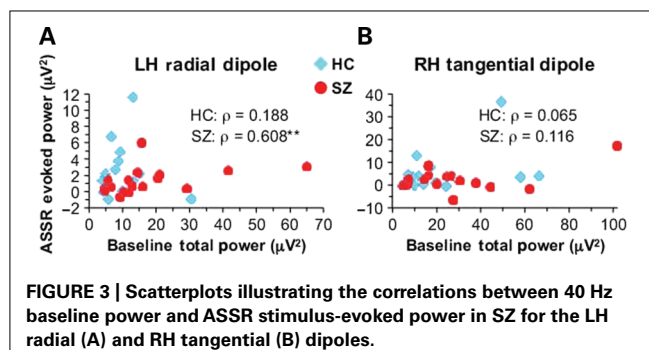 A
B
LH radial dipole
HC
SZ
RH tangential dipole
ASSR evoked power (μV²)
12
10
8
6
4
2
0
−2
HC: ρ = 0.188
SZ: ρ = 0.608**
0 10 20 30 40 50 60 70
Baseline total power (μV²)
40
30
20
10
0
−10
HC: ρ = 0.065
SZ: ρ = 0.116
0 20 40 60 80 100
Baseline total power (μV²)
FIGURE 3 | Scatterplots illustrating the correlations between 40 Hz
baseline power and ASSR stimulus-evoked power in SZ for the LH
radial (A) and RH tangential (B) dipoles.